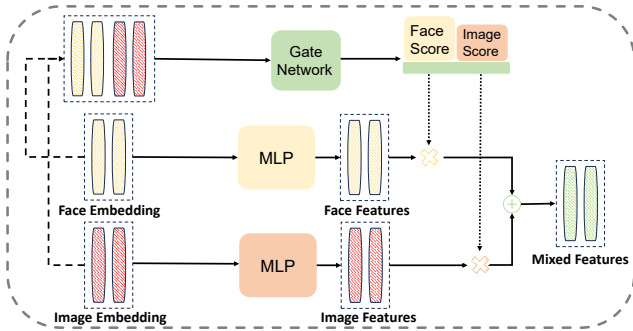 Gate
Network
Face
Score
Image
Score
MLP
Face Embedding
Face Features
MLP
Image Embedding
Image Features
Mixed Features